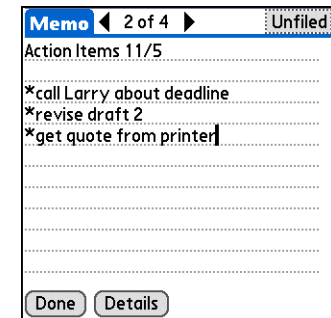 Memo 2 of 4 Unfiled
Action Items 11/5
*call Larry about deadline
*revise draft 2
*get quote from printer
Done Details